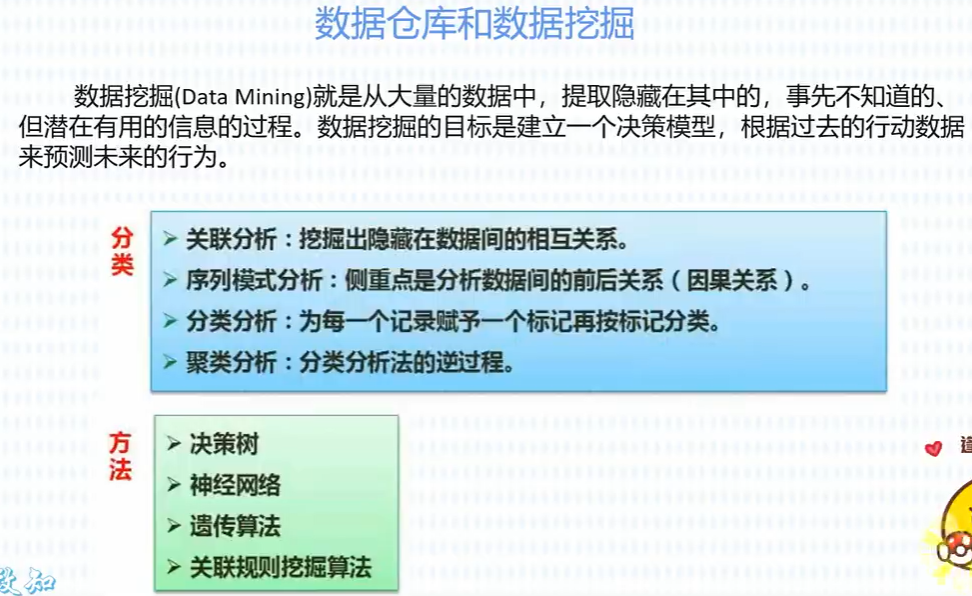 数据仓库和数据挖掘
数据挖掘(Data Mining)就是从大量的数据中，提取隐藏在其中的，事先不知道的、
但潜在有用的信息的过程。数据挖掘的目标是建立一个决策模型，根据过去的行动数据
来预测未来的行为。
分类
➢ 关联分析：挖掘出隐藏在数据间的相互关系。
➢ 序列模式分析：侧重点是分析数据间的前后关系（因果关系）。
➢ 分类分析：为每一个记录赋予一个标记再按标记分类。
➢ 聚类分析：分类分析法的逆过程。
方法
➢ 决策树
➢ 神经网络
➢ 遗传算法
➢ 关联规则挖掘算法
知